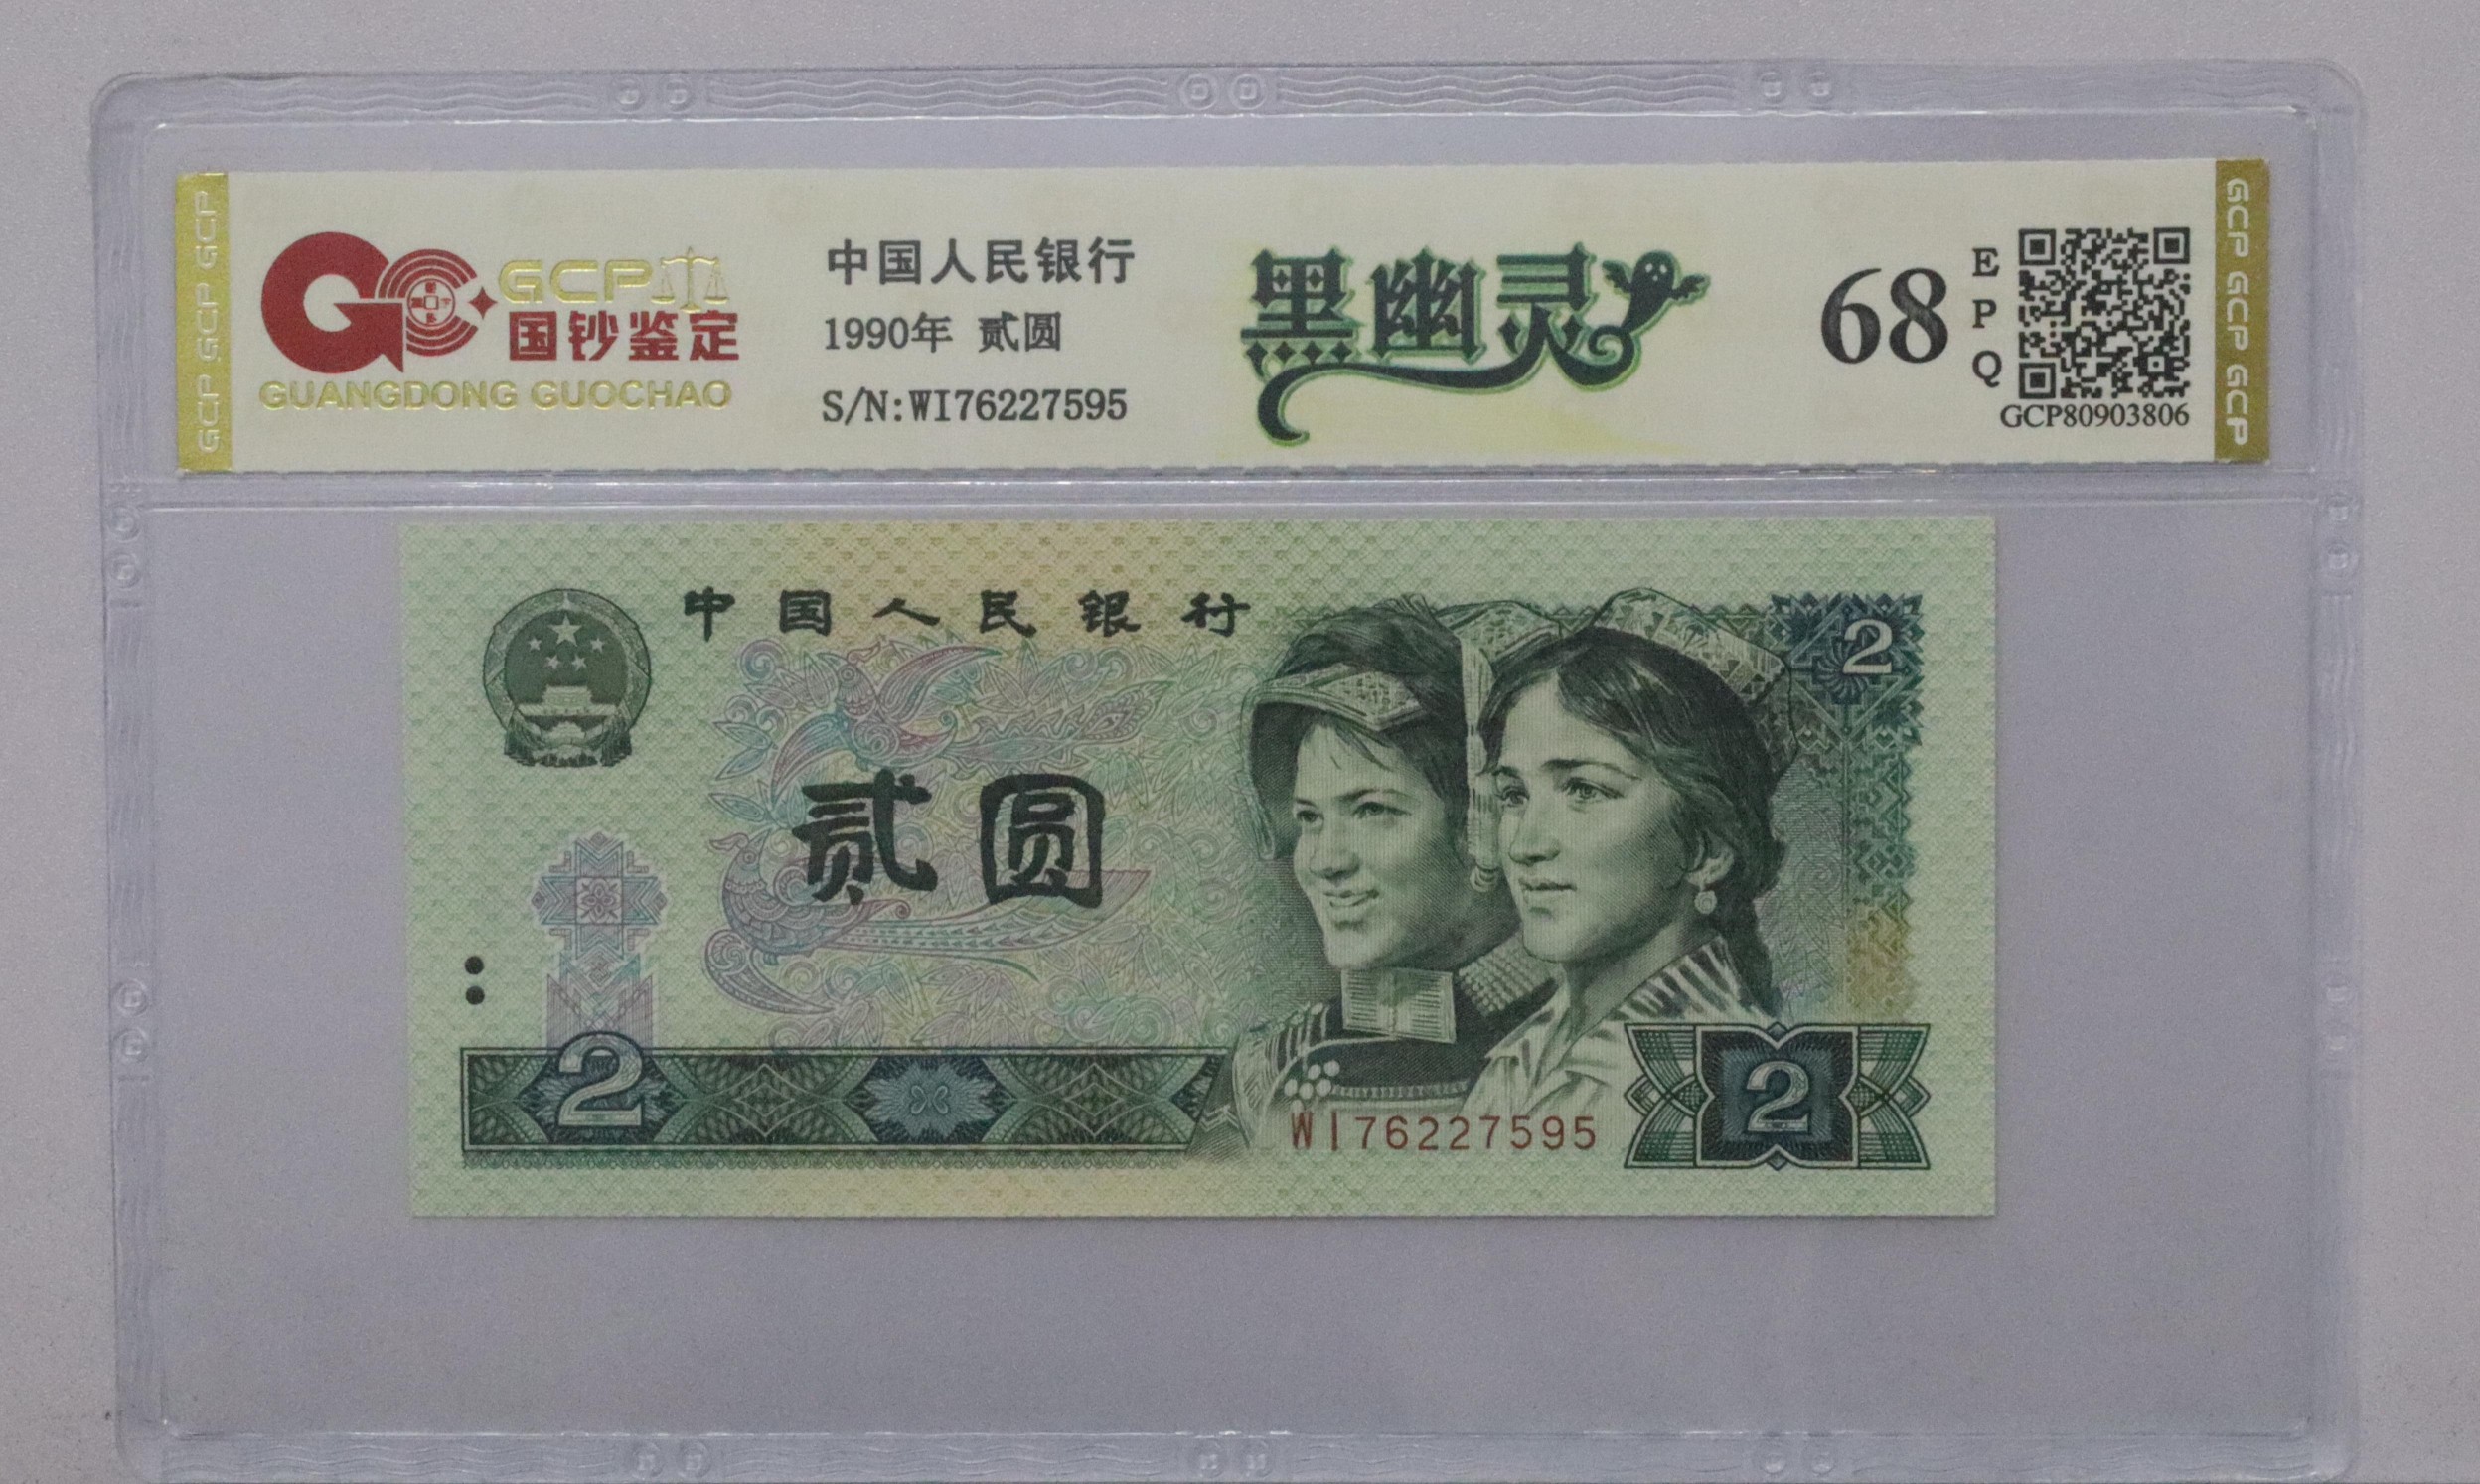 GCP GCP GCP
GCP
国钞鉴定
GUANGDONG GUOCHAO
中国人民银行
1990年 贰圆
S/N:WI76227595
黑幽灵
68
EPQ
GCP80903806
GCP GCP GCP
中国人民银行
2
贰圆
2
WI76227595
2